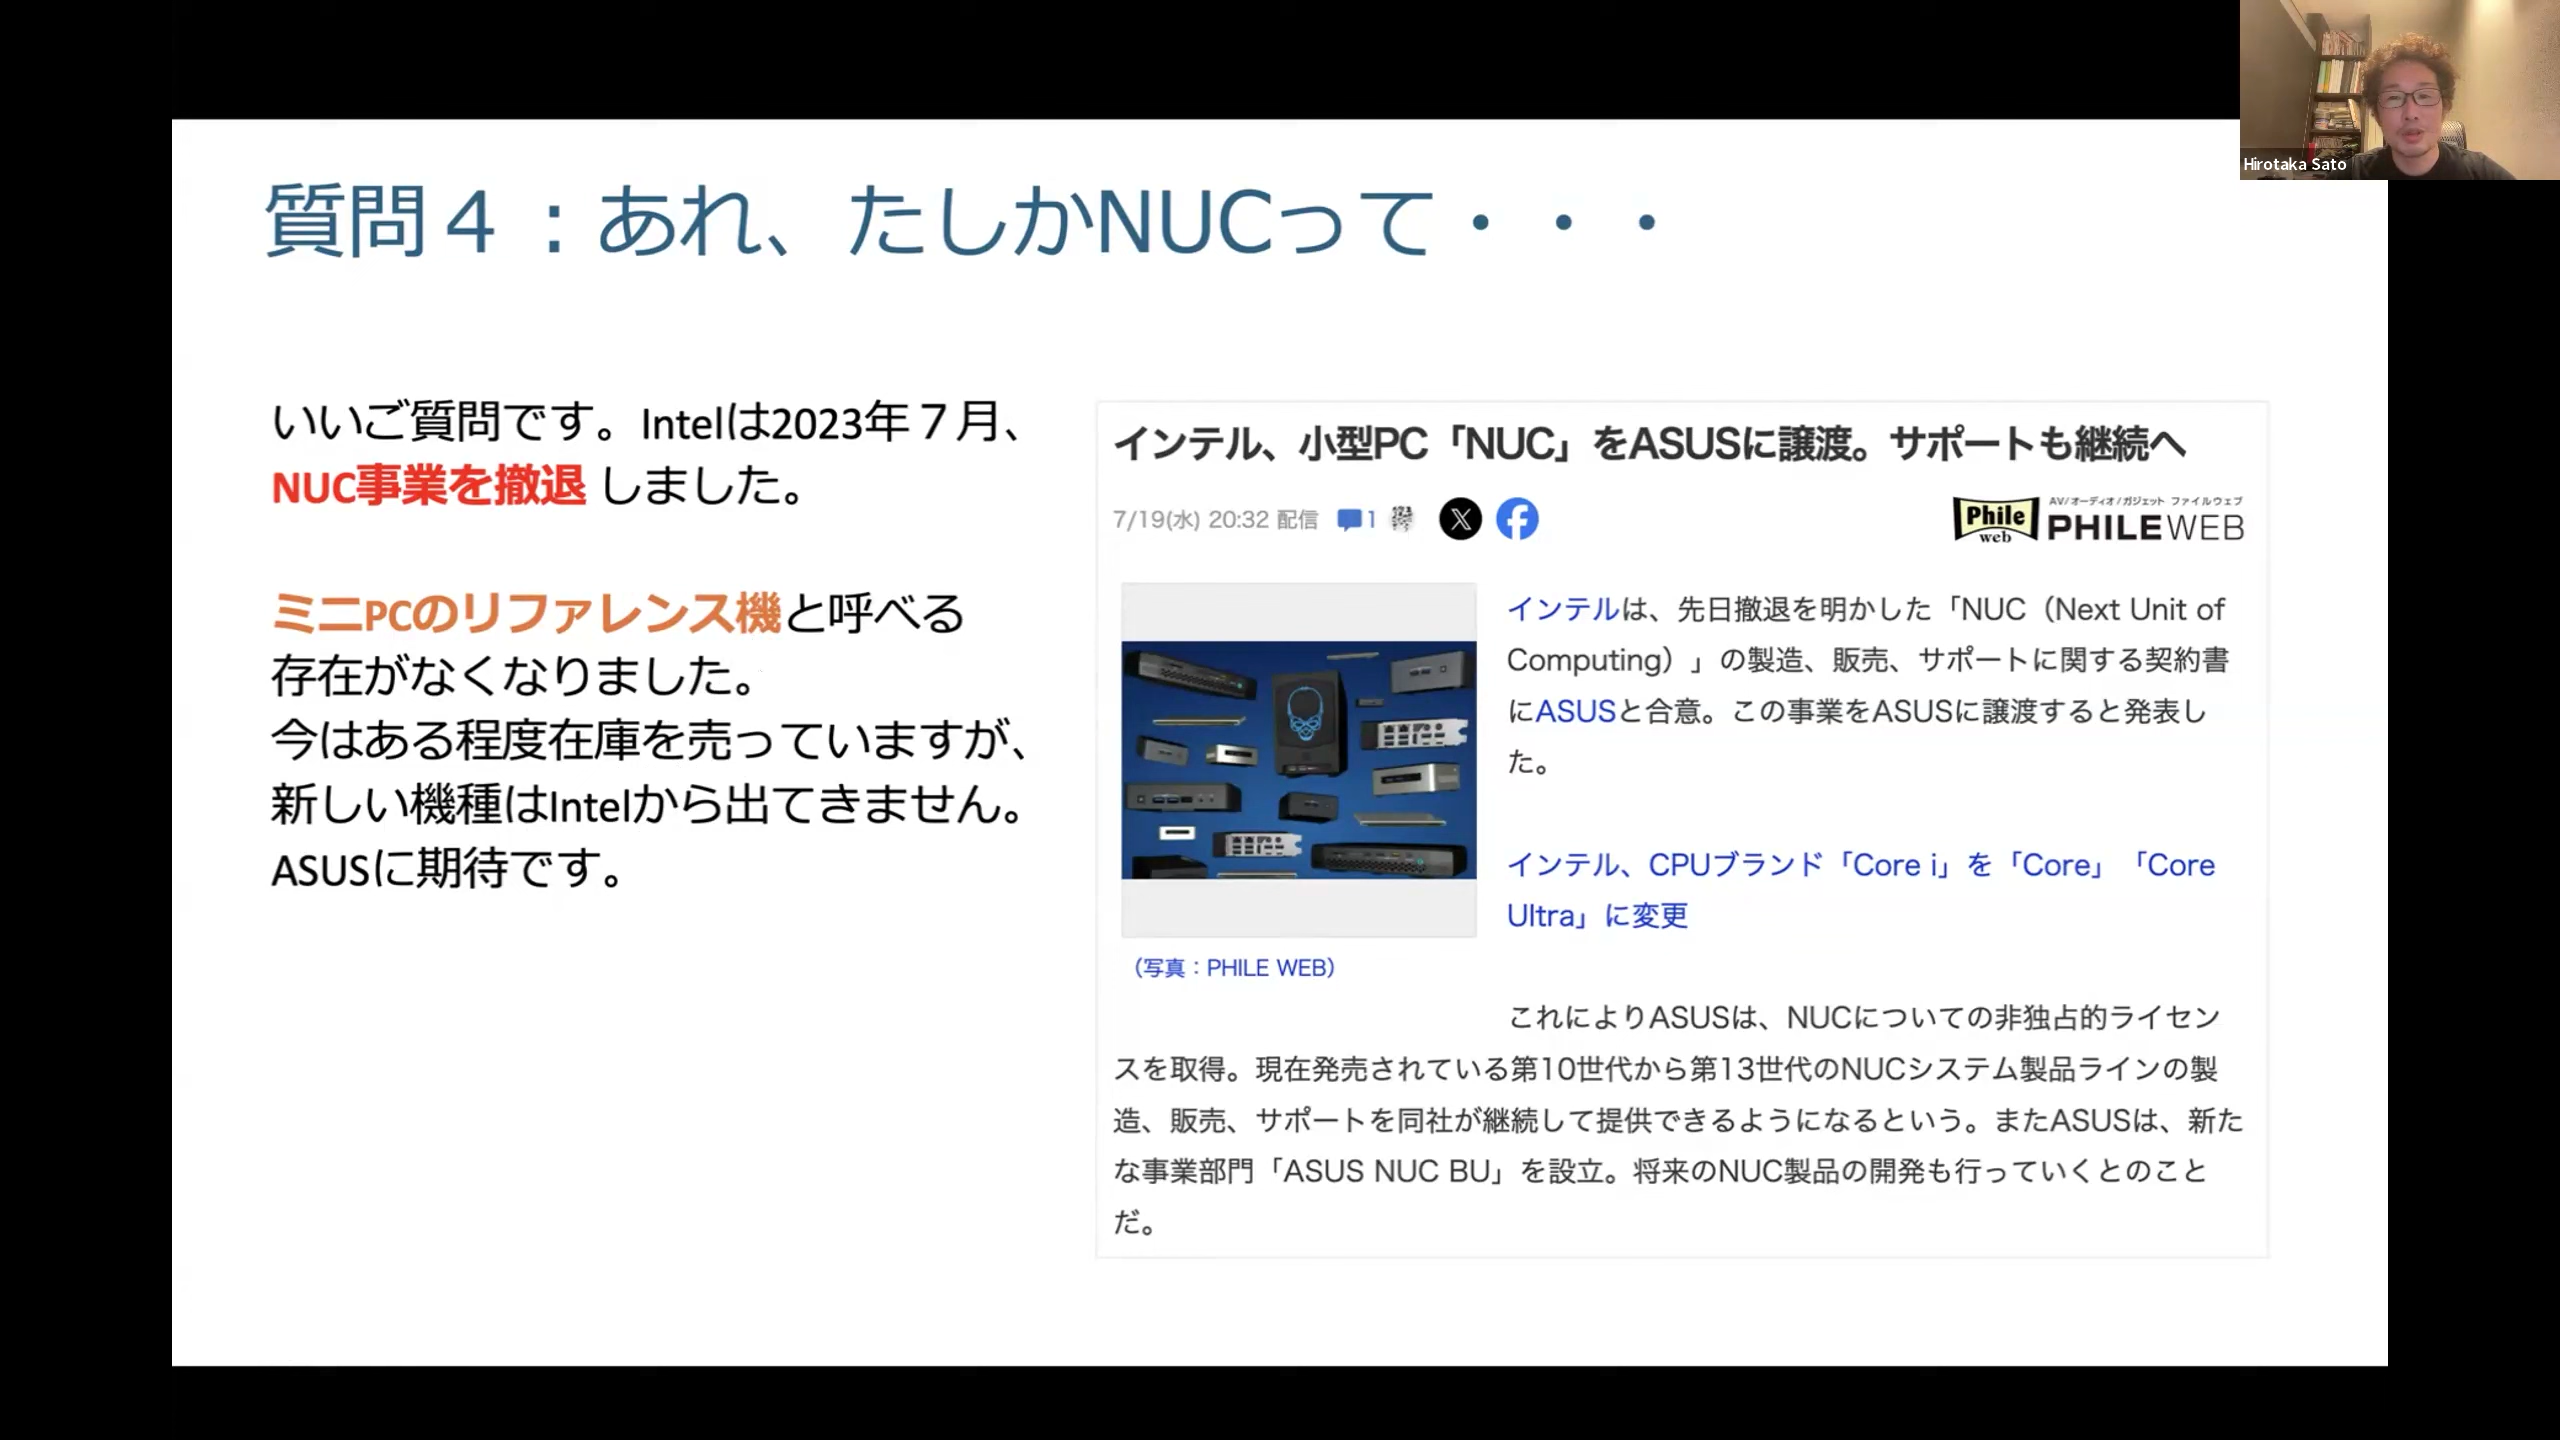 Hirotaka Sato
質問４：あれ、たしかNUCって・・・
いいご質問です。Intelは2023年７月、
NUC事業を撤退しました。
ミニPCのリファレンス機と呼べる
存在がなくなりました。
今はある程度在庫を売っていますが、
新しい機種はIntelから出てきません。
ASUSに期待です。
インテル、小型PC「NUC」をASUSに譲渡。サポートも継続へ
7/19(水) 20:32 配信 1
X f
Phile web
AV/オーディオ/ガジェット ファイルウェブ
PHILE WEB
インテルは、先日撤退を明かした「NUC（Next Unit of
Computing）」の製造、販売、サポートに関する契約書
にASUSと合意。この事業をASUSに譲渡すると発表し
た。
インテル、CPUブランド「Core i」を「Core」「Core
Ultra」に変更
（写真：PHILE WEB）
これによりASUSは、NUCについての非独占的ライセン
スを取得。現在発売されている第10世代から第13世代のNUCシステム製品ラインの製
造、販売、サポートを同社が継続して提供できるようになるという。またASUSは、新た
な事業部門「ASUS NUC BU」を設立。将来のNUC製品の開発も行っていくとのこと
だ。